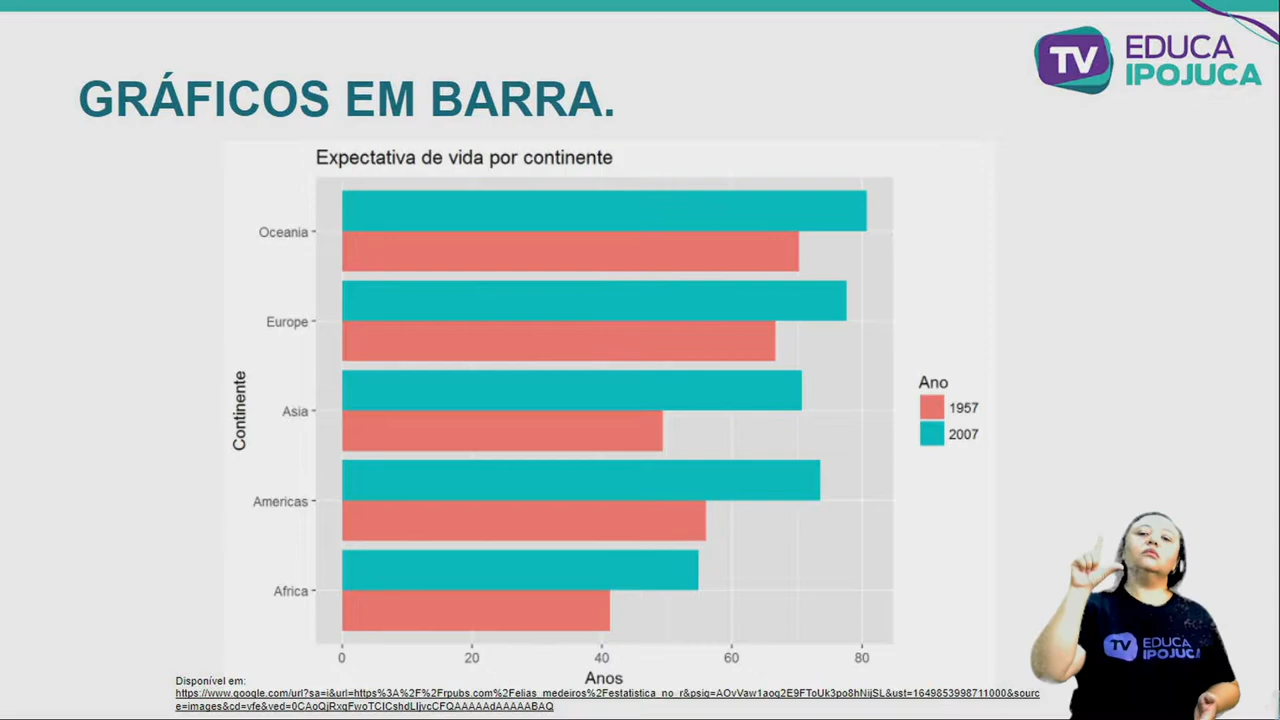 TV EDUCA
IPOJUCA
GRÁFICOS EM BARRA.
Expectativa de vida por continente
Continente
Oceania
Europe
Asia
Americas
Africa
0 20 40 60 80
Anos
Ano
1957
2007
TV EDUCA
IPOJUCA
Disponível em: